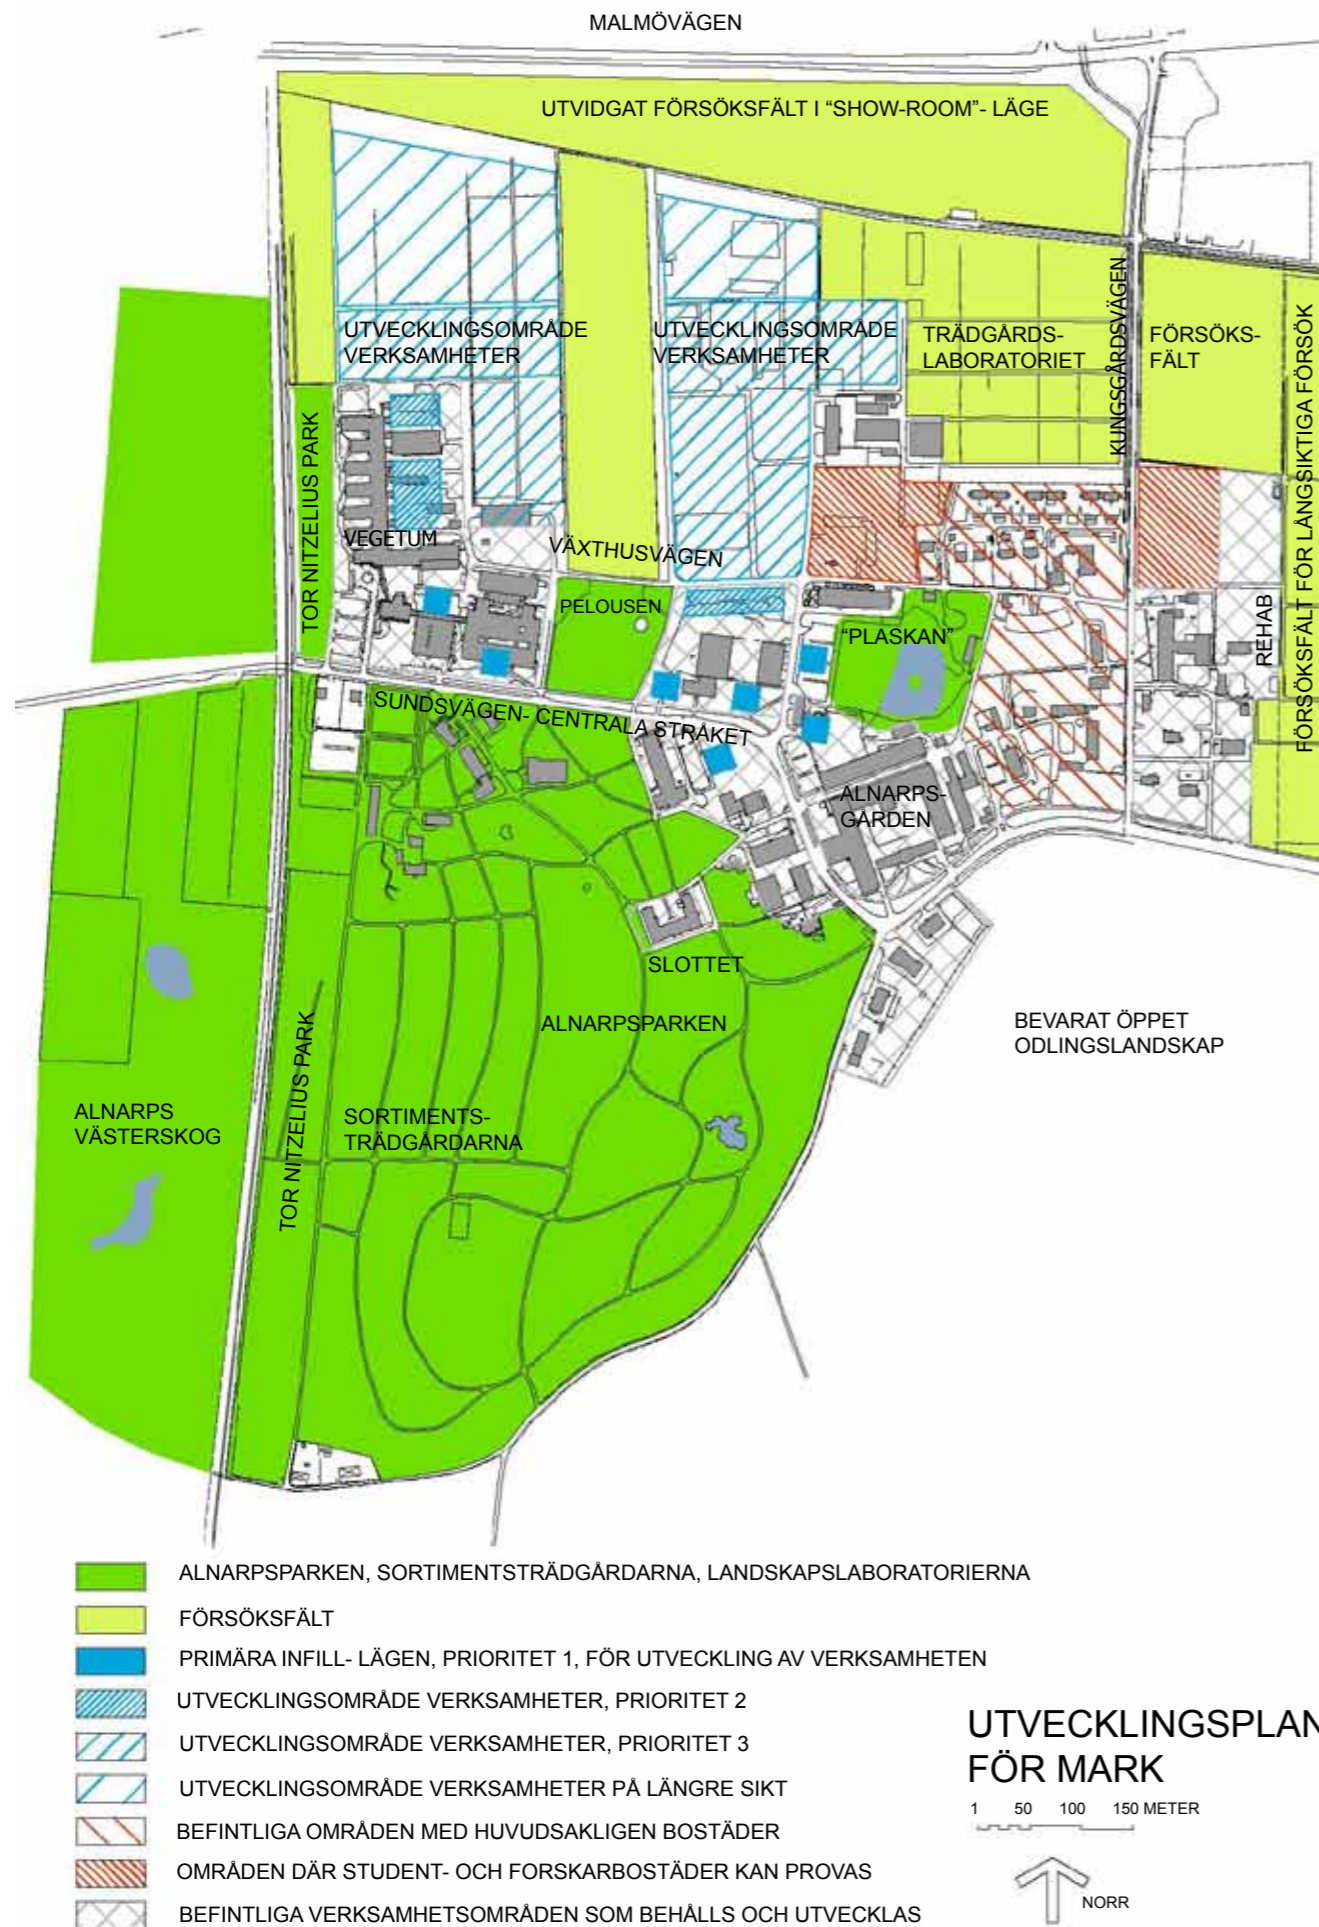 MALMÖVÄGEN
UTVIDGAT FÖRSÖKSFÄLT I “SHOW-ROOM”- LÄGE
UTVECKLINGSOMRÅDE
VERKSAMHETER
UTVECKLINGSOMRÅDE
VERKSAMHETER
TRÄDGÅRDS-
LABORATORIET
KUNGSGÅRDSVÄGEN
FÖRSÖKS-
FÄLT
FÖRSÖKSFÄLT FÖR LÅNGSIKTIGA FÖRSÖK
TOR NITZELIUS PARK
VEGETUM
VÄXTHUSVÄGEN
PELOUSEN
“PLASKAN”
REHAB
SUNDSVÄGEN- CENTRALA STRÅKET
ALNARPS-
GÅRDEN
SLOTTET
ALNARPSPARKEN
BEVARAT ÖPPET
ODLINGSLANDSKAP
ALNARPS
VÄSTERSKOG
TOR NITZELIUS PARK
SORTIMENTS-
TRÄDGÅRDARNA
ALNARPSPARKEN, SORTIMENTSTRÄDGÅRDARNA, LANDSKAPSLABORATORIERNA
FÖRSÖKSFÄLT
PRIMÄRA INFILL- LÄGEN, PRIORITET 1, FÖR UTVECKLING AV VERKSAMHETEN
UTVECKLINGSOMRÅDE VERKSAMHETER, PRIORITET 2
UTVECKLINGSOMRÅDE VERKSAMHETER, PRIORITET 3
UTVECKLINGSOMRÅDE VERKSAMHETER PÅ LÄNGRE SIKT
BEFINTLIGA OMRÅDEN MED HUVUDSAKLIGEN BOSTÄDER
OMRÅDEN DÄR STUDENT- OCH FORSKARBOSTÄDER KAN PROVAS
BEFINTLIGA VERKSAMHETSOMRÅDEN SOM BEHÅLLS OCH UTVECKLAS
UTVECKLINGSPLAN
FÖR MARK
1 50 100 150 METER
NORR